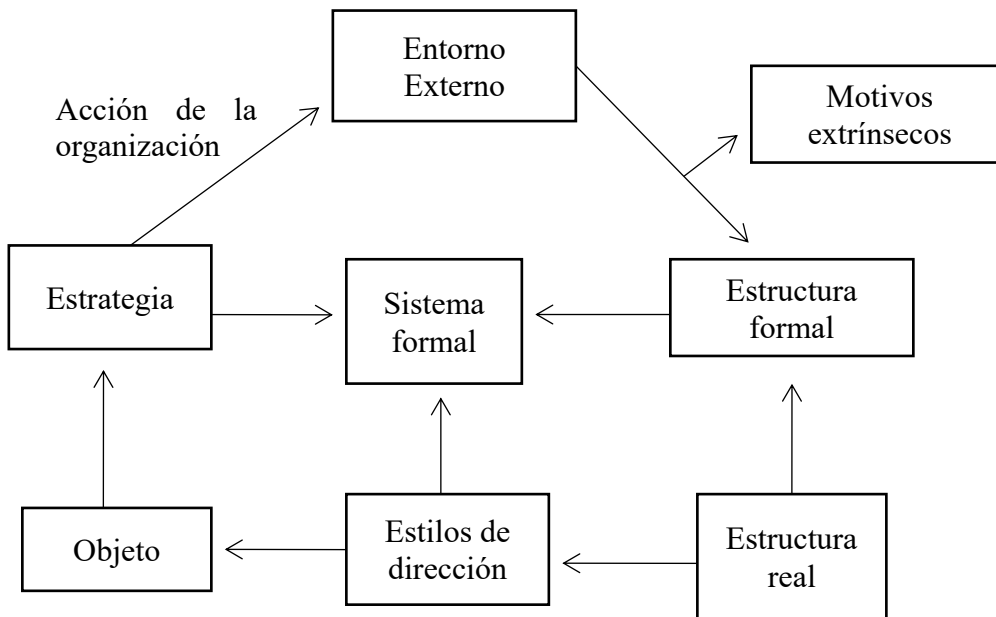 Entorno
Externo
Motivos
extrínsecos
Acción de la
organización
Estrategia
Sistema
formal
Estructura
formal
Objeto
Estilos de
dirección
Estructura
real